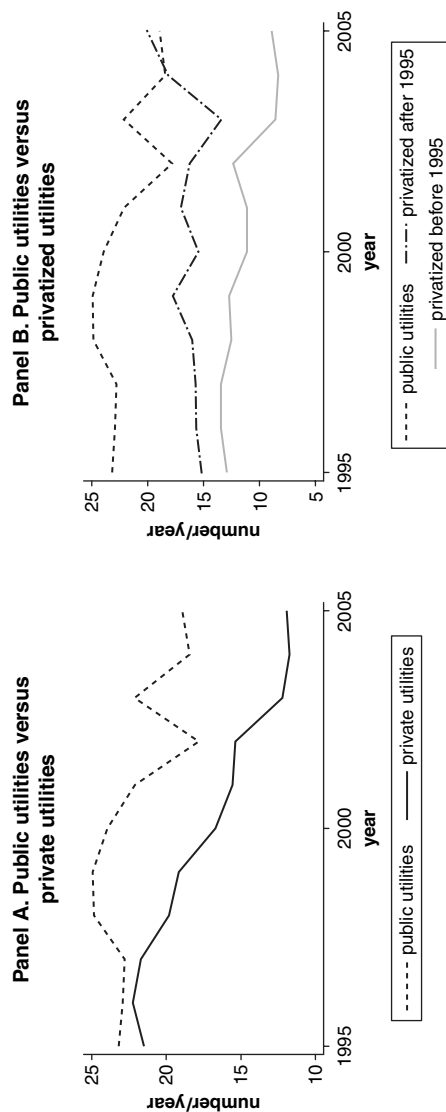 Panel A. Public utilities versus
private utilities
25
20
15
10
number/year
1995
2000
2005
year
public utilities
private utilities
Panel B. Public utilities versus
privatized utilities
25
20
15
10
5
number/year
1995
2000
2005
year
public utilities
privatized after 1995
privatized before 1995